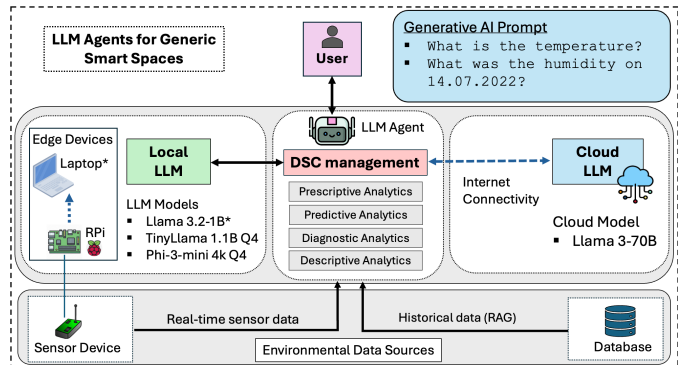 LLM Agents for Generic
Smart Spaces
User
Generative AI Prompt
▪ What is the temperature?
▪ What was the humidity on
14.07.2022?
Edge Devices
Laptop*
RPi
Local
LLM
LLM Models
▪ Llama 3.2-1B*
▪ TinyLlama 1.1B Q4
▪ Phi-3-mini 4k Q4
LLM Agent
DSC management
Prescriptive Analytics
Predictive Analytics
Diagnostic Analytics
Descriptive Analytics
Internet
Connectivity
Cloud
LLM
Cloud Model
▪ Llama 3-70B
Sensor Device
Real-time sensor data
Historical data (RAG)
Environmental Data Sources
Database